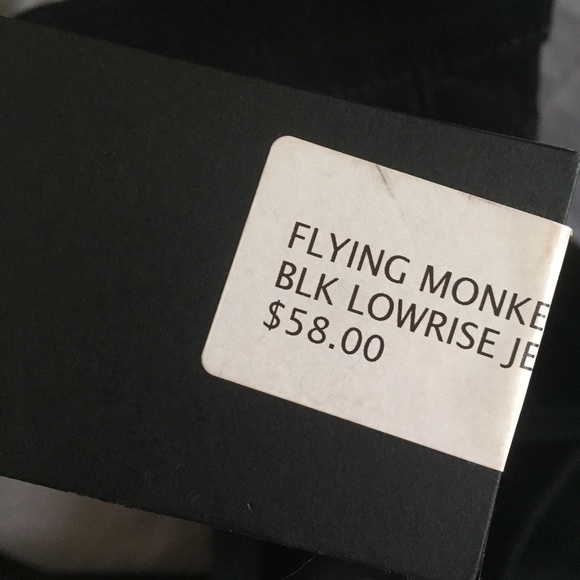 FLYING MONKE
BLK LOWRISE JE
$58.00